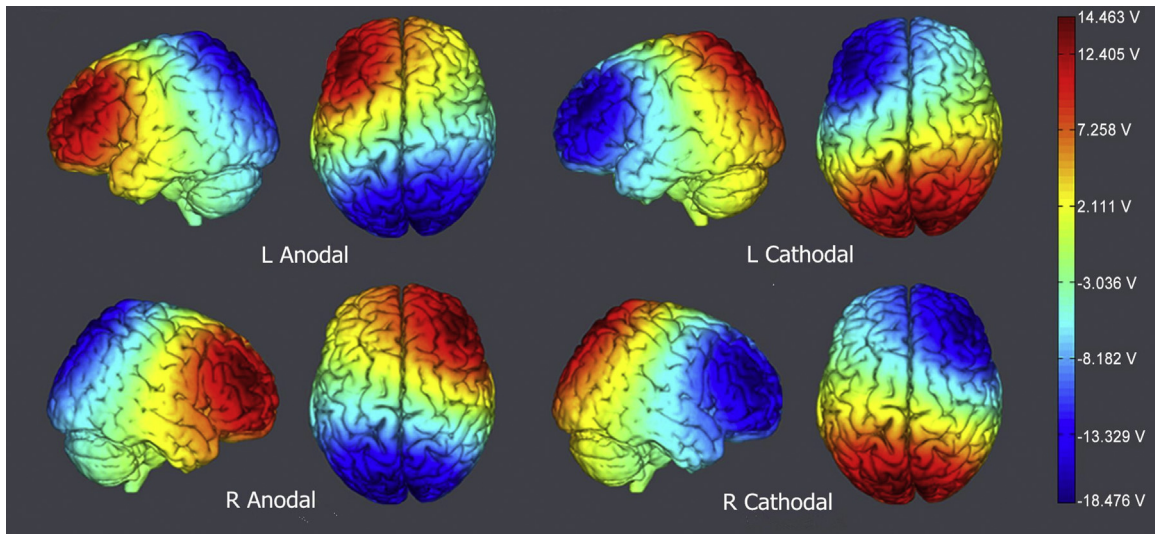 L Anodal
L Cathodal
R Anodal
R Cathodal
14.463 V
12.405 V
7.258 V
2.111 V
-3.036 V
-8.182 V
-13.329 V
-18.476 V